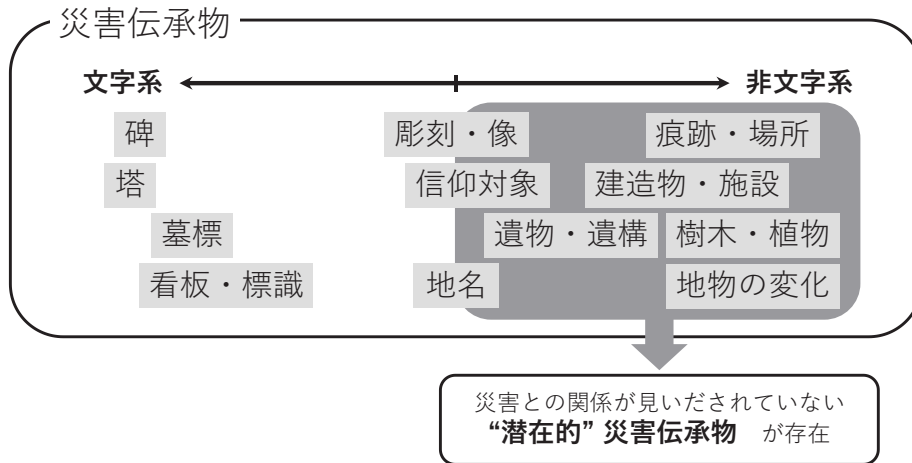 災害伝承物
文字系 非文字系
碑 彫刻・像 痕跡・場所
塔 信仰対象 建造物・施設
墓標 遺物・遺構 樹木・植物
看板・標識 地名 地物の変化
災害との関係が見いだされていない
“潜在的” 災害伝承物 が存在